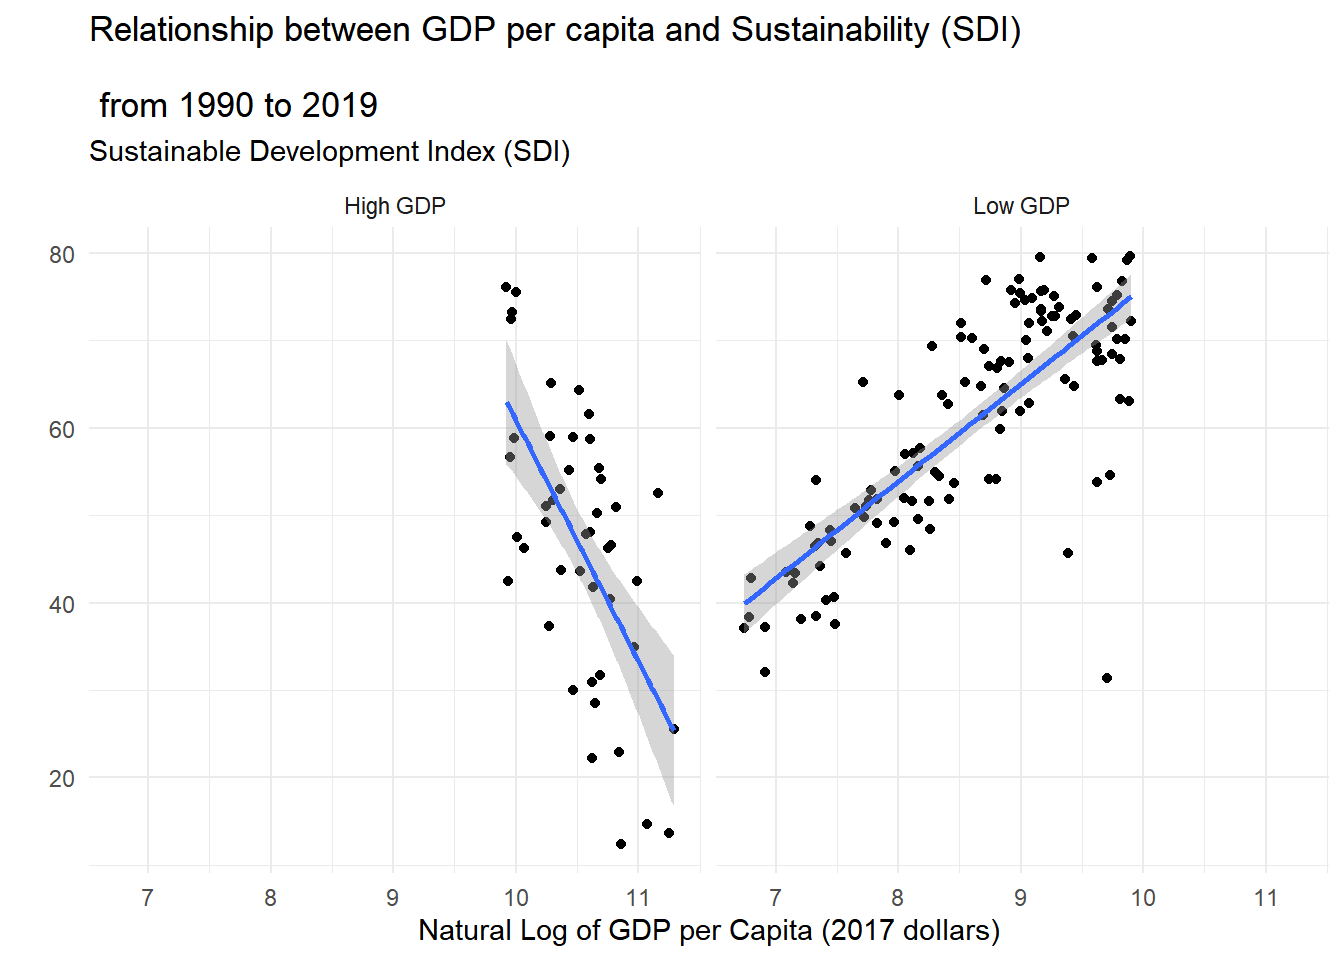 Relationship between GDP per capita and Sustainability (SDI)
from 1990 to 2019
Sustainable Development Index (SDI)
High GDP
Low GDP
80
60
40
20
7 8 9 10 11
7 8 9 10 11
Natural Log of GDP per Capita (2017 dollars)